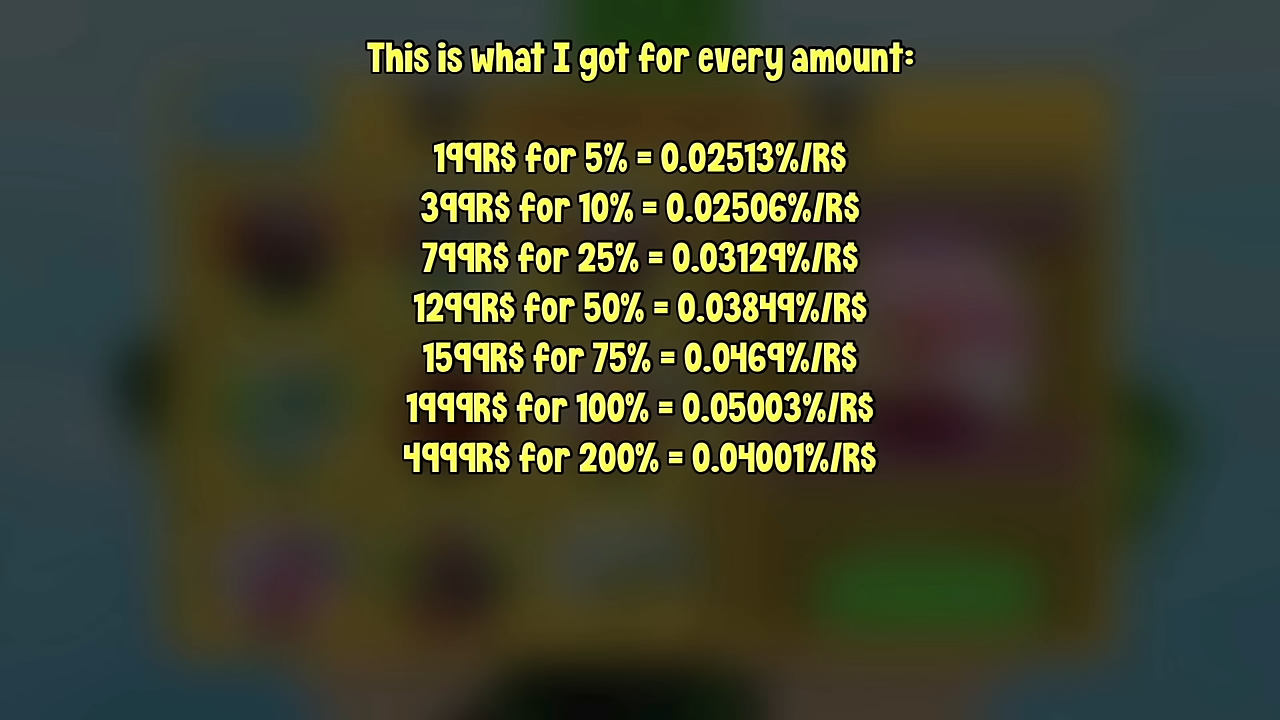 This is what I got for every amount:
199R$ for 5% = 0.02513%/R$
399R$ for 10% = 0.02506%/R$
799R$ for 25% = 0.03129%/R$
1299R$ for 50% = 0.03849%/R$
1599R$ for 75% = 0.0469%/R$
1999R$ for 100% = 0.05003%/R$
4999R$ for 200% = 0.04001%/R$